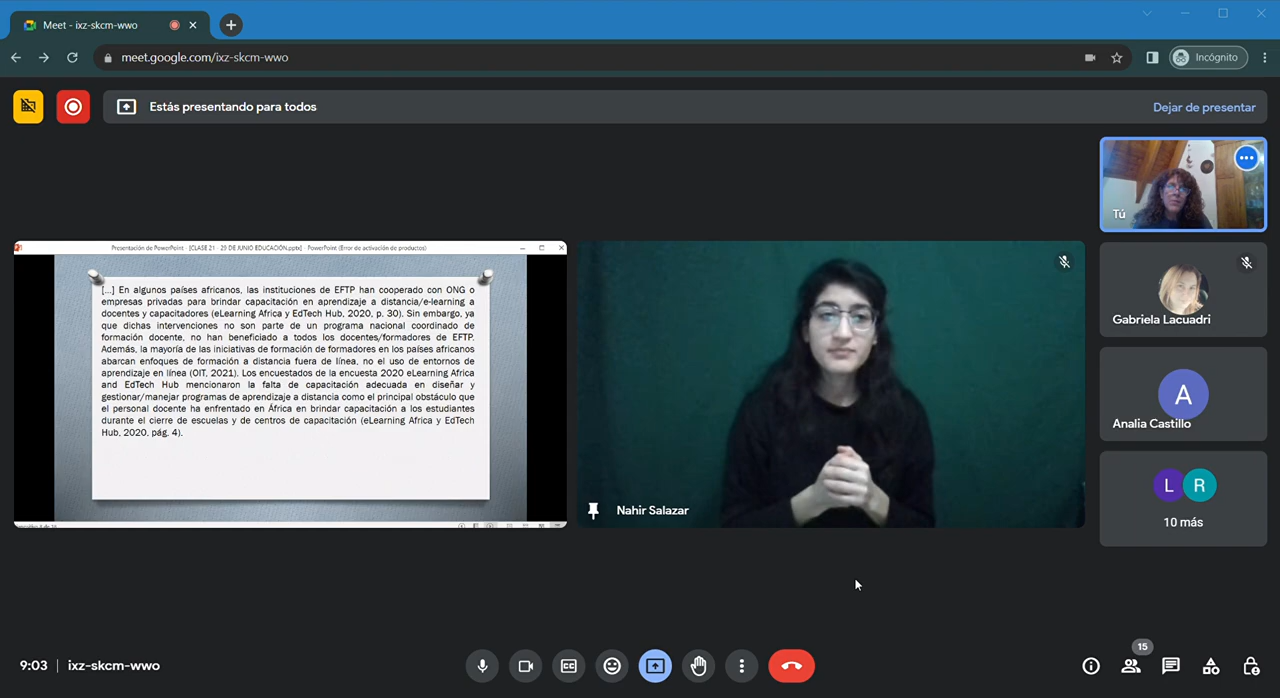 Meet - ixz-skcm-wwo
meet.google.com/ixz-skcm-wwo
Incógnito
Estás presentando para todos
Dejar de presentar
Presentación de PowerPoint - [CLASE 21 - 29 DE JUNIO EDUCACIÓN.pptx] - PowerPoint (Error de activación de productos)
[...] En algunos países africanos, las instituciones de EFTP han cooperado con ONG o
empresas privadas para brindar capacitación en aprendizaje a distancia/e-learning a
docentes y capacitadores (eLearning Africa y EdTech Hub, 2020, p. 30). Sin embargo, ya
que dichas intervenciones no son parte de un programa nacional coordinado de
formación docente, no han beneficiado a todos los docentes/formadores de EFTP.
Además, la mayoría de las iniciativas de formación de formadores en los países africanos
abarcan enfoques de formación a distancia fuera de línea, no el uso de entornos de
aprendizaje en línea (OIT, 2021). Los encuestados de la encuesta 2020 eLearning Africa
and EdTech Hub mencionaron la falta de capacitación adecuada en diseñar y
gestionar/manejar programas de aprendizaje a distancia como el principal obstáculo que
el personal docente ha enfrentado en África en brindar capacitación a los estudiantes
durante el cierre de escuelas y de centros de capacitación (eLearning Africa y EdTech
Hub, 2020, pág. 4).
Nahir Salazar
Tú
Gabriela Lacuadri
A
Analia Castillo
L R
10 más
9:03 | ixz-skcm-wwo
15